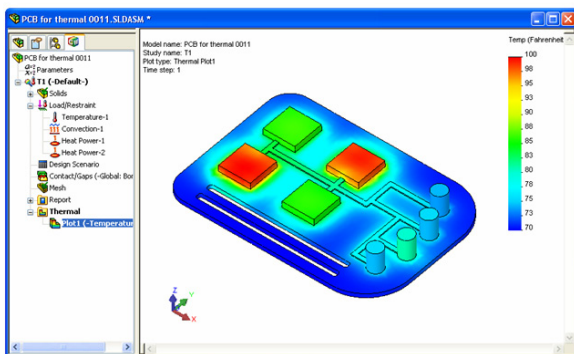 PCB for thermal 0011.SLDASM *
PCB for thermal 0011
Parameters
T1 (-Default-)
Solids
Load/Restraint
Temperature-1
Convection-1
Heat Power-1
Heat Power-2
Design Scenario
Contact/Gaps (-Global: Bor
Mesh
Report
Thermal
Plot1 (-Temperatur
Model name: PCB for thermal 0011
Study name: T1
Plot type: Thermal Plot1
Time step: 1
Temp (Fahrenheit
100
98
95
93
90
88
85
83
80
78
75
73
70
Z
Y
X